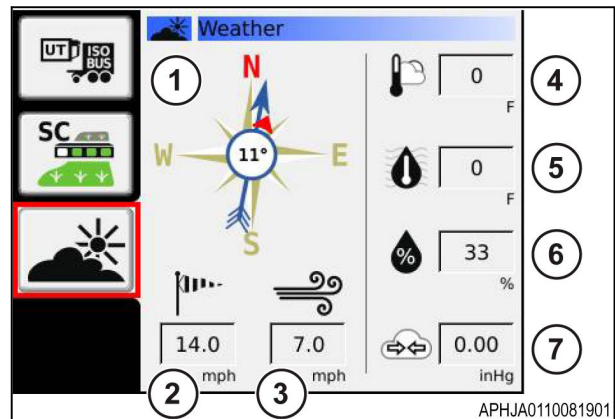 UT ISO BUS
SC
Weather
1
N
W 11° E
S
14.0
mph
2
7.0
mph
3
0
F
4
0
F
5
%
33
%
6
0.00
inHg
7
APHJA0110081901